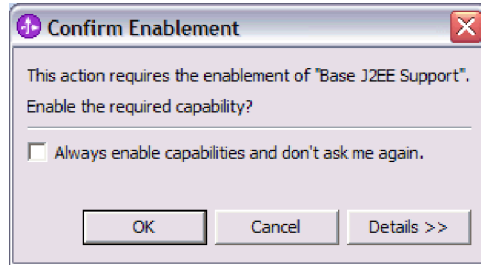 Confirm Enablement
This action requires the enablement of "Base J2EE Support".
Enable the required capability?
Always enable capabilities and don't ask me again.
OK Cancel Details >>